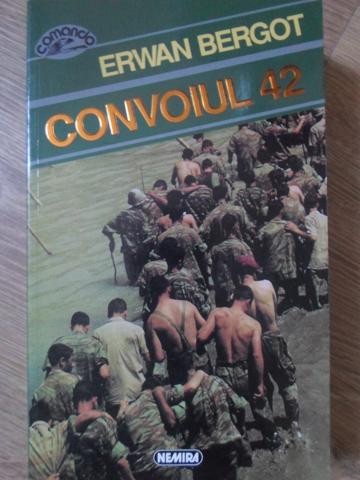 comando
ERWAN BERGOT
CONVOIUL 42
NEMIRA